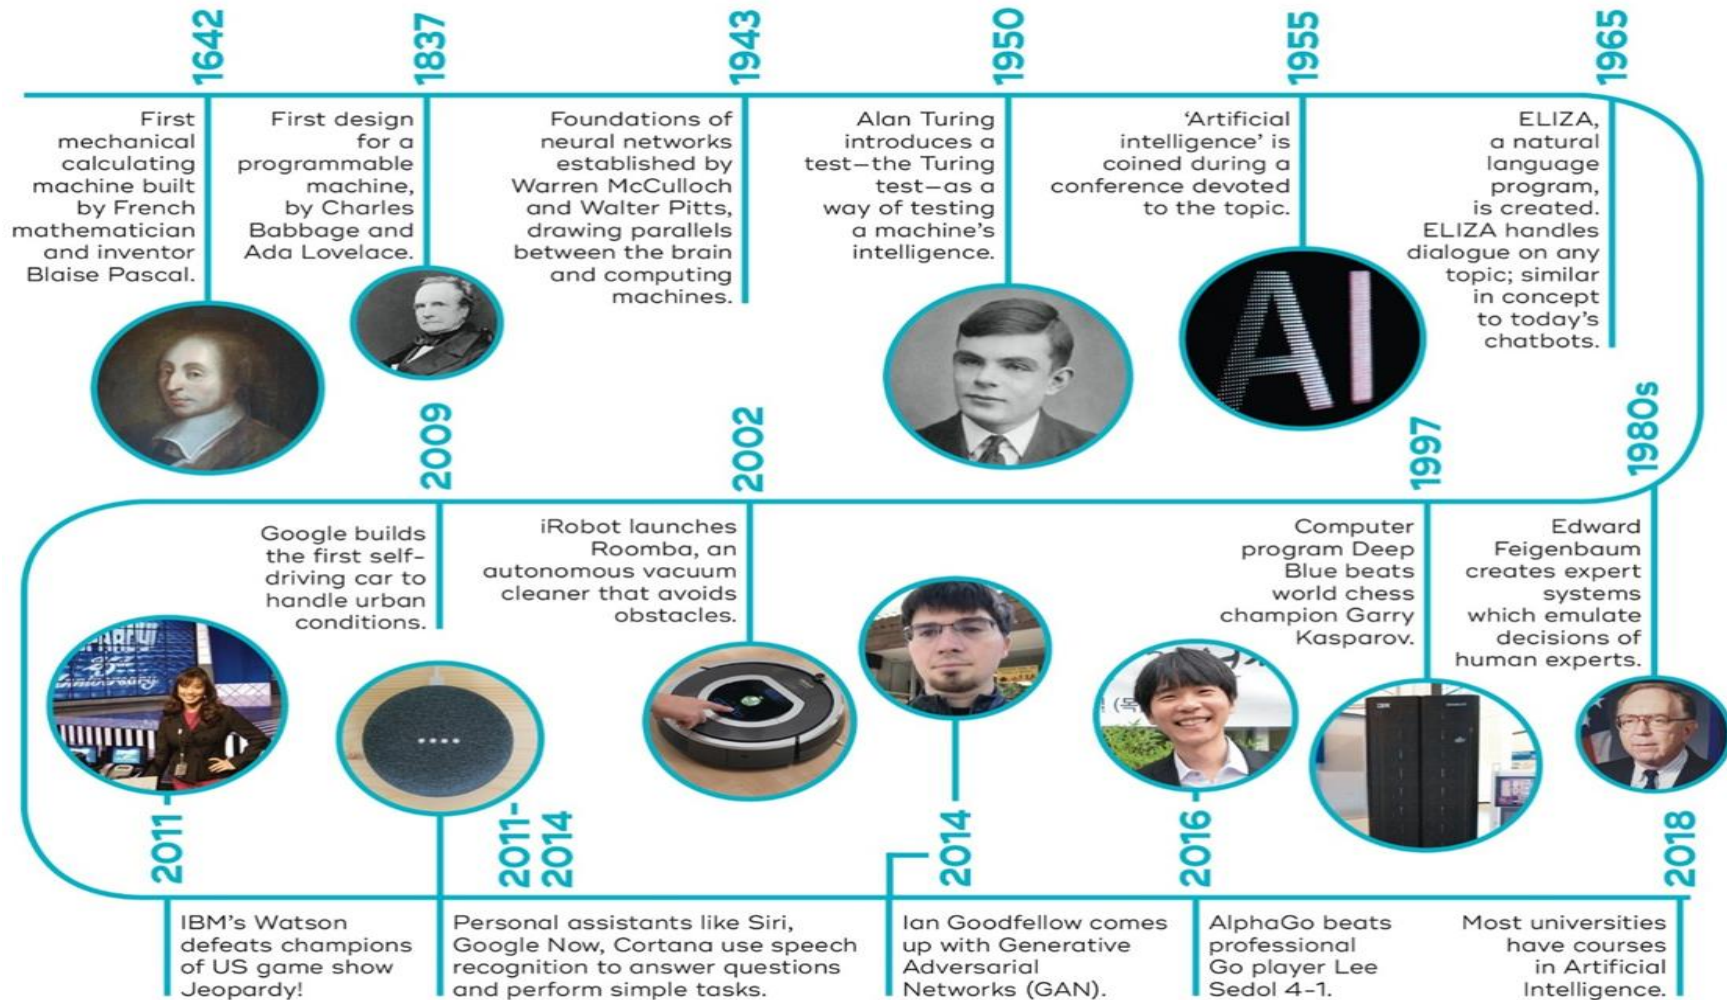 1642
First
mechanical
calculating
machine built
by French
mathematician
and inventor
Blaise Pascal.
1837
First design
for a
programmable
machine,
by Charles
Babbage and
Ada Lovelace.
1943
Foundations of
neural networks
established by
Warren McCulloch
and Walter Pitts,
drawing parallels
between the brain
and computing
machines.
1950
Alan Turing
introduces a
test—the Turing
test—as a
way of testing
a machine’s
intelligence.
1955
‘Artificial
intelligence’ is
coined during a
conference devoted
to the topic.
AI
1965
ELIZA,
a natural
language
program,
is created.
ELIZA handles
dialogue on any
topic; similar
in concept
to today’s
chatbots.
1980s
Edward
Feigenbaum
creates expert
systems
which emulate
decisions of
human experts.
1997
Computer
program Deep
Blue beats
world chess
champion Garry
Kasparov.
IBM
2002
iRobot launches
Roomba, an
autonomous vacuum
cleaner that avoids
obstacles.
2009
Google builds
the first self-
driving car to
handle urban
conditions.
2011
IBM’s Watson
defeats champions
of US game show
Jeopardy!
2011-
2014
Personal assistants like Siri,
Google Now, Cortana use speech
recognition to answer questions
and perform simple tasks.
2014
Ian Goodfellow comes
up with Generative
Adversarial
Networks (GAN).
2016
AlphaGo beats
professional
Go player Lee
Sedol 4-1.
2018
Most universities
have courses
in Artificial
Intelligence.